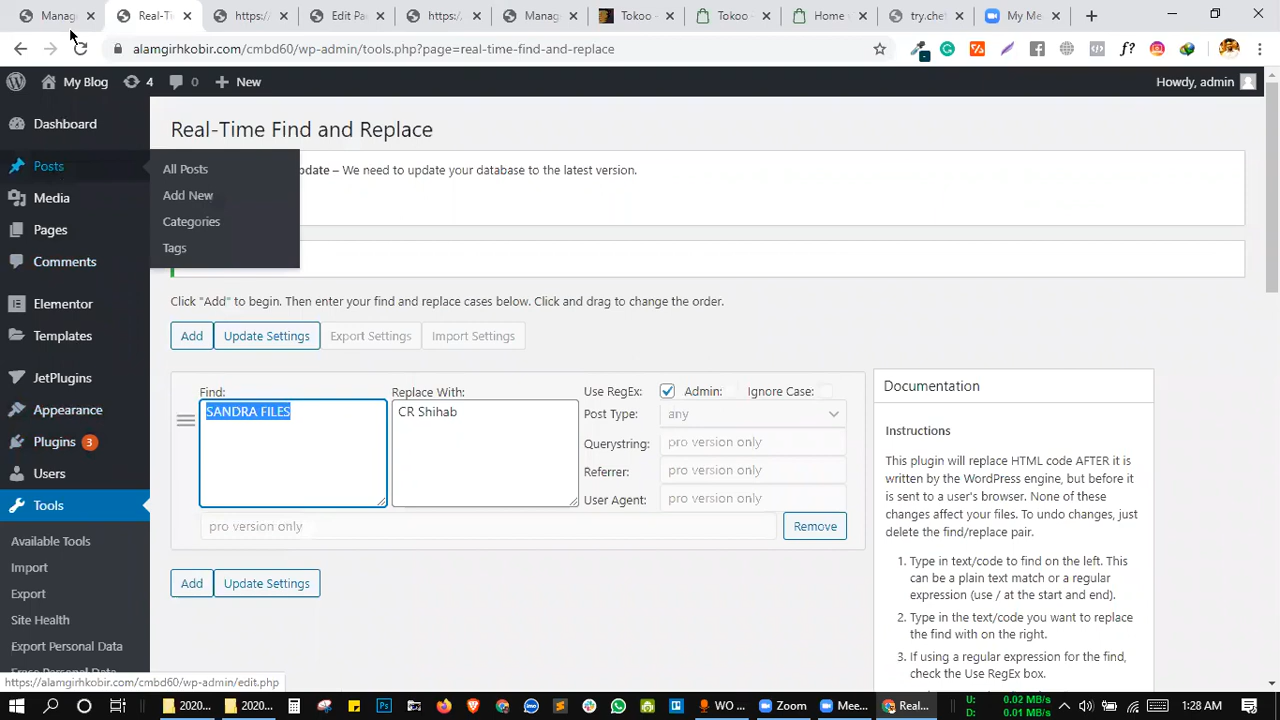 Manag
Real-Ti
https://
Edit Pa
https://
Manag
Tokoo
Tokoo -
Home
try.chef
My Me
alamgirhkobir.com/cmbd60/wp-admin/tools.php?page=real-time-find-and-replace
f?
My Blog
4
0
New
Howdy, admin
Dashboard
Posts
Media
Pages
Comments
Elementor
Templates
JetPlugins
Appearance
Plugins 3
Users
Tools
Available Tools
Import
Export
Site Health
Export Personal Data
All Posts
Add New
Categories
Tags
Real-Time Find and Replace
pdate – We need to update your database to the latest version.
Click "Add" to begin. Then enter your find and replace cases below. Click and drag to change the order.
Add
Update Settings
Export Settings
Import Settings
Find:
Replace With:
Use RegEx:
Admin:
Ignore Case:
SANDRA FILES
CR Shihab
Post Type:
any
Querystring:
pro version only
Referrer:
pro version only
User Agent:
pro version only
pro version only
Remove
Add
Update Settings
Documentation
Instructions
This plugin will replace HTML code AFTER it is
written by the WordPress engine, but before it
is sent to a user's browser. None of these
changes affect your files. To undo changes, just
delete the find/replace pair.
1. Type in text/code to find on the left. This
can be a plain text match or a regular
expression (use / at the start and end).
2. Type in the text/code you want to replace
the find with on the right.
3. If using a regular expression for the find,
check the Use RegEx box.
https://alamgirhkobir.com/cmbd60/wp-admin/edit.php
2020...
2020...
WO ...
Zoom
Mee...
Real...
U: 0.02 MB/s
D: 0.01 MB/s
1:28 AM